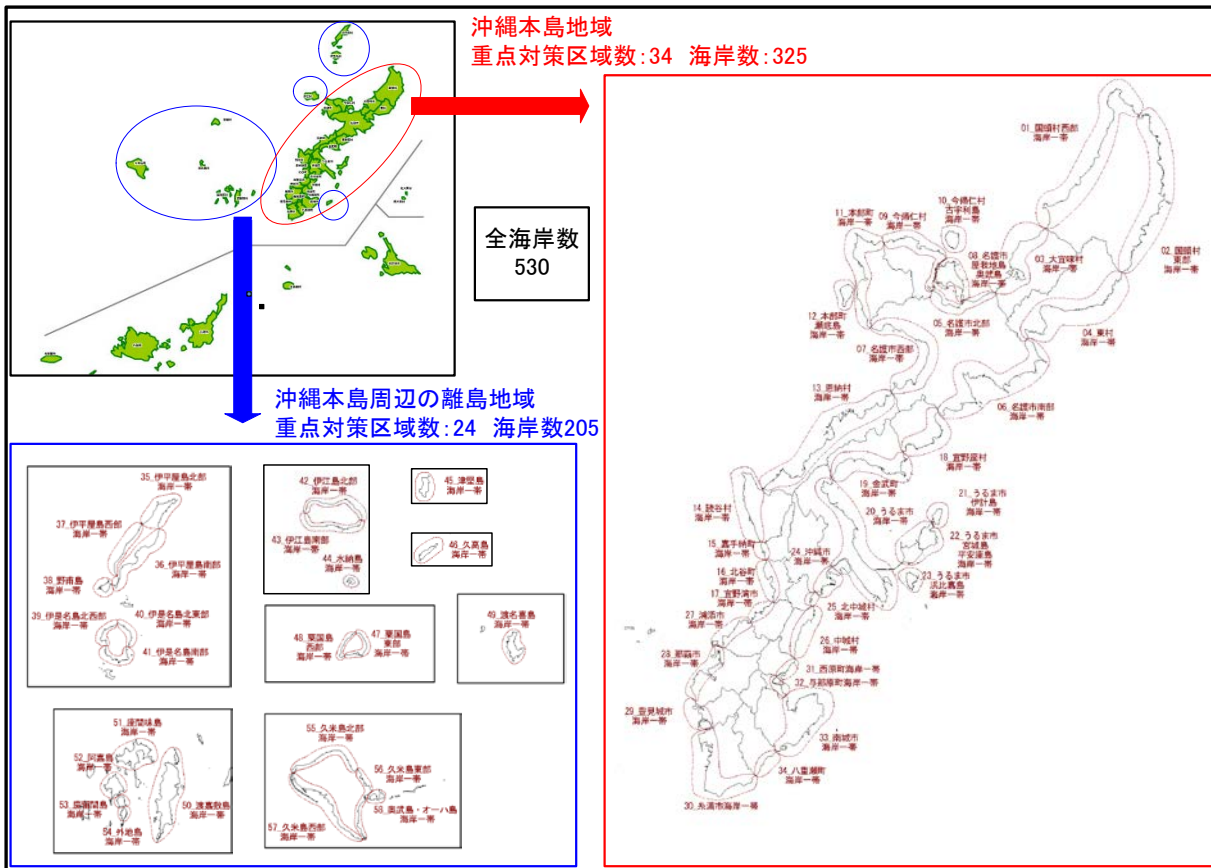 沖縄本島地域
重点対策区域数:34 海岸数:325
全海岸数
530
沖縄本島周辺の離島地域
重点対策区域数:24 海岸数205
01_国頭村西部
海岸一帯
02_国頭村
東部
海岸一帯
03_大宜味村
海岸一帯
04_東村
海岸一帯
05_名護市北部
海岸一帯
06_名護市南部
海岸一帯
07_名護市西部
海岸一帯
08_名護市
屋我地島
奥武島
海岸一帯
09_今帰仁村
海岸一帯
10_今帰仁村
古宇利島
海岸一帯
11_本部町
海岸一帯
12_本部町
瀬底島
海岸一帯
13_恩納村
海岸一帯
14_読谷村
海岸一帯
15_嘉手納町
海岸一帯
16_北谷町
海岸一帯
17_宜野湾市
海岸一帯
18_宜野座村
海岸一帯
19_金武町
海岸一帯
20_うるま市
海岸一帯
21_うるま市
伊計島
海岸一帯
22_うるま市
宮城島
平安座島
海岸一帯
23_うるま市
浜比嘉島
海岸一帯
24_沖縄市
海岸一帯
25_北中城村
海岸一帯
26_中城村
海岸一帯
27_浦添市
海岸一帯
28_那覇市
海岸一帯
29_豊見城市
海岸一帯
30_糸満市海岸一帯
31_西原町海岸一帯
32_与那原町海岸一帯
33_南城市
海岸一帯
34_八重瀬町
海岸一帯
35_伊平屋島北部
海岸一帯
36_伊平屋島南部
海岸一帯
37_伊平屋島西部
海岸一帯
38_野甫島
海岸一帯
39_伊是名島北西部
海岸一帯
40_伊是名島北東部
海岸一帯
41_伊是名島南部
海岸一帯
42_伊江島北部
海岸一帯
43_伊江島南部
海岸一帯
44_水納島
海岸一帯
45_津堅島
海岸一帯
46_久高島
海岸一帯
47_粟国島
東部
海岸一帯
48_粟国島
西部
海岸一帯
49_渡名喜島
海岸一帯
50_渡嘉敷島
海岸一帯
51_座間味島
海岸一帯
52_阿嘉島
海岸一帯
53_慶留間島
海岸一帯
54_外地島
海岸一帯
55_久米島北部
海岸一帯
56_久米島東部
海岸一帯
57_久米島西部
海岸一帯
58_奥武島・オーハ島
海岸一帯